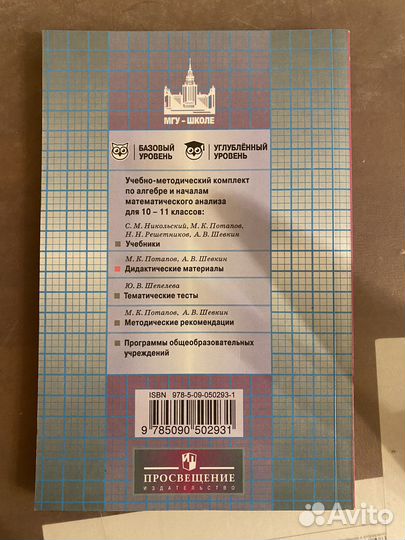 МГУ – ШКОЛЕ
БАЗОВЫЙ УРОВЕНЬ
УГЛУБЛЁННЫЙ УРОВЕНЬ
Учебно-методический комплект
по алгебре и началам
математического анализа
для 10 – 11 классов:
С. М. Никольский, М. К. Потапов,
Н. Н. Решетников, А. В. Шевкин
Учебники
М. К. Потапов, А. В. Шевкин
Дидактические материалы
Ю. В. Шепелева
Тематические тесты
М. К. Потапов, А. В. Шевкин
Методические рекомендации
Программы общеобразовательных
учреждений
ISBN 978-5-09-050293-1
9 785090 502931
ПРОСВЕЩЕНИЕ
ИЗДАТЕЛЬСТВО
Avito